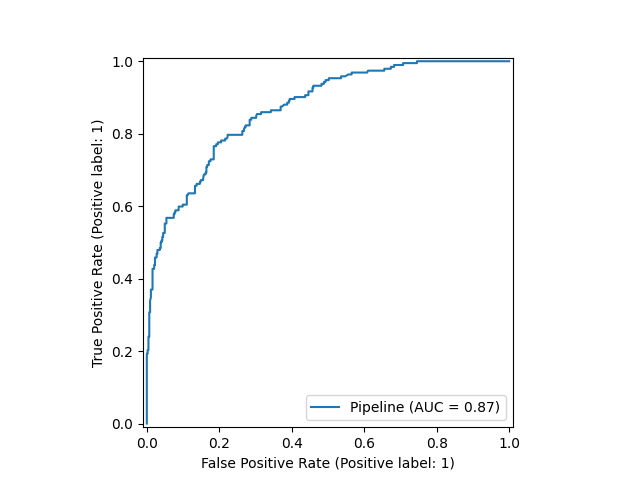 1.0
0.8
0.6
0.4
0.2
0.0
True Positive Rate (Positive label: 1)
Pipeline (AUC = 0.87)
0.0 0.2 0.4 0.6 0.8 1.0
False Positive Rate (Positive label: 1)